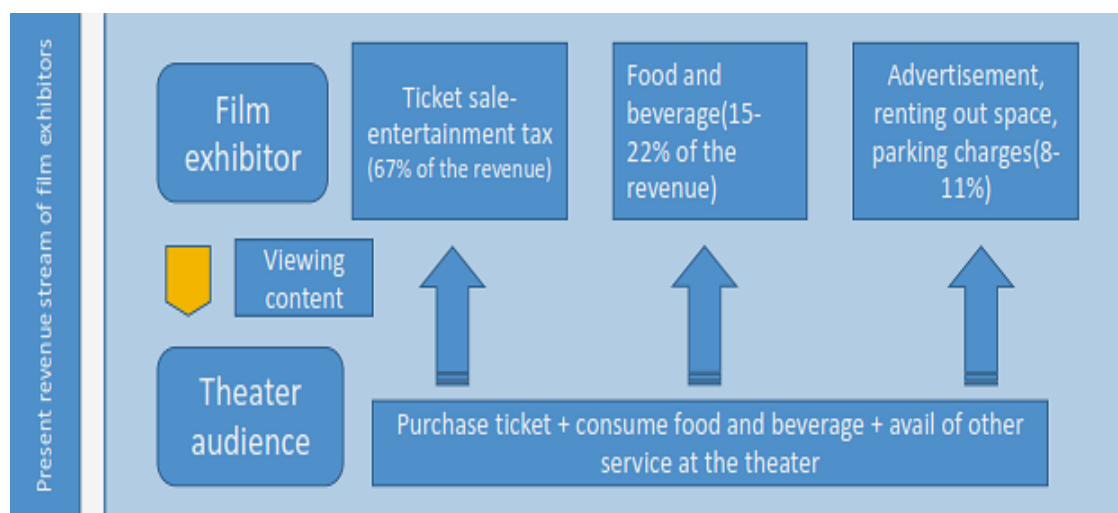 Present revenue stream of film exhibitors
Film
exhibitor
Ticket sale-
entertainment tax
(67% of the revenue)
Food and
beverage(15-
22% of the
revenue)
Advertisement,
renting out space,
parking charges(8-
11%)
Viewing
content
Theater
audience
Purchase ticket + consume food and beverage + avail of other
service at the theater